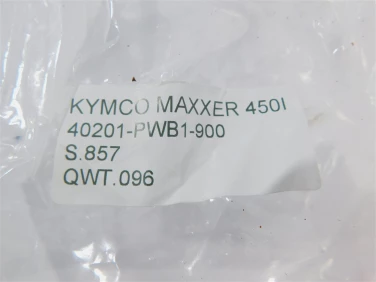 KYMCO MAXXER 450I
40201-PWB1-900
S.857
QWT.096